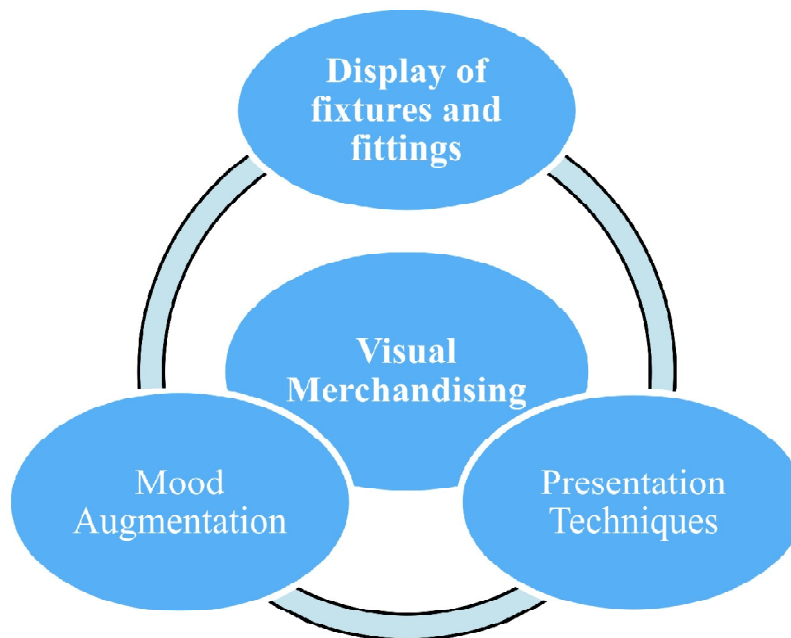 Display of
fixtures and
fittings
Visual
Merchandising
Mood
Augmentation
Presentation
Techniques